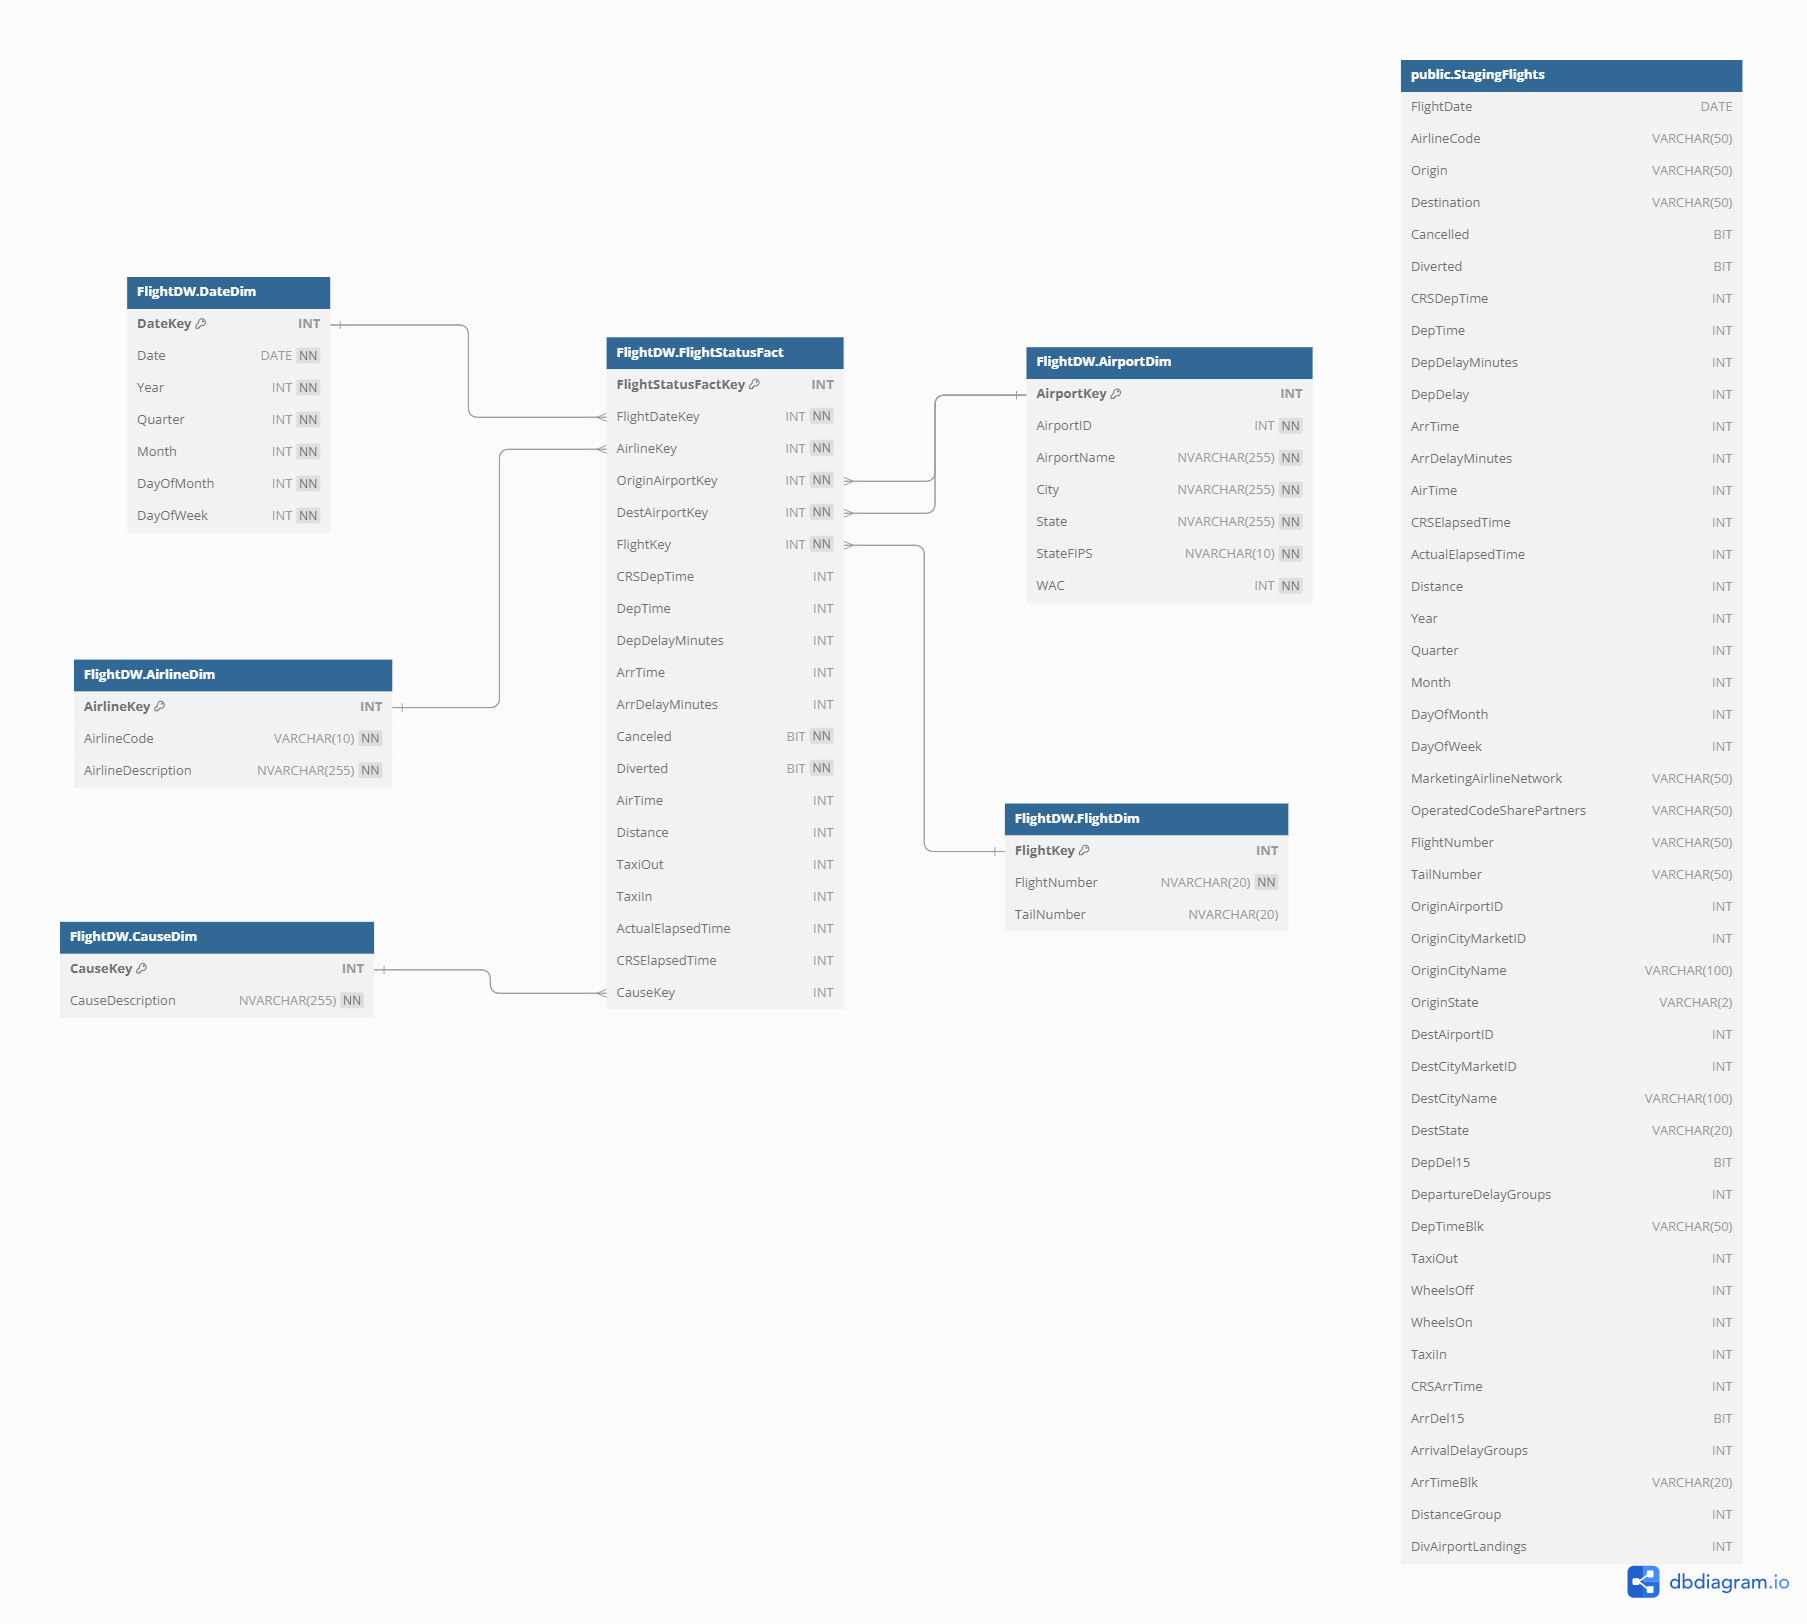 public.StagingFlights
FlightDate DATE
AirlineCode VARCHAR(50)
Origin VARCHAR(50)
Destination VARCHAR(50)
Cancelled BIT
Diverted BIT
CRSDepTime INT
DepTime INT
DepDelayMinutes INT
DepDelay INT
ArrTime INT
ArrDelayMinutes INT
AirTime INT
CRSElapsedTime INT
ActualElapsedTime INT
Distance INT
Year INT
Quarter INT
Month INT
DayOfMonth INT
DayOfWeek INT
MarketingAirlineNetwork VARCHAR(50)
OperatedCodeSharePartners VARCHAR(50)
FlightNumber VARCHAR(50)
TailNumber VARCHAR(50)
OriginAirportID INT
OriginCityMarketID INT
OriginCityName VARCHAR(100)
OriginState VARCHAR(2)
DestAirportID INT
DestCityMarketID INT
DestCityName VARCHAR(100)
DestState VARCHAR(20)
DepDel15 BIT
DepartureDelayGroups INT
DepTimeBlk VARCHAR(50)
TaxiOut INT
WheelsOff INT
WheelsOn INT
TaxiIn INT
CRSArrTime INT
ArrDel15 BIT
ArrivalDelayGroups INT
ArrTimeBlk VARCHAR(20)
DistanceGroup INT
DivAirportLandings INT
FlightDW.DateDim
DateKey INT
Date DATE NN
Year INT NN
Quarter INT NN
Month INT NN
DayOfMonth INT NN
DayOfWeek INT NN
FlightDW.AirlineDim
AirlineKey INT
AirlineCode VARCHAR(10) NN
AirlineDescription NVARCHAR(255) NN
FlightDW.CauseDim
CauseKey INT
CauseDescription NVARCHAR(255) NN
FlightDW.FlightStatusFact
FlightStatusFactKey INT
FlightDateKey INT NN
AirlineKey INT NN
OriginAirportKey INT NN
DestAirportKey INT NN
FlightKey INT NN
CRSDepTime INT
DepTime INT
DepDelayMinutes INT
ArrTime INT
ArrDelayMinutes INT
Canceled BIT NN
Diverted BIT NN
AirTime INT
Distance INT
TaxiOut INT
TaxiIn INT
ActualElapsedTime INT
CRSElapsedTime INT
CauseKey INT
FlightDW.AirportDim
AirportKey INT
AirportID INT NN
AirportName NVARCHAR(255) NN
City NVARCHAR(255) NN
State NVARCHAR(255) NN
StateFIPS NVARCHAR(10) NN
WAC INT NN
FlightDW.FlightDim
FlightKey INT
FlightNumber NVARCHAR(20) NN
TailNumber NVARCHAR(20)
dbdiagram.io